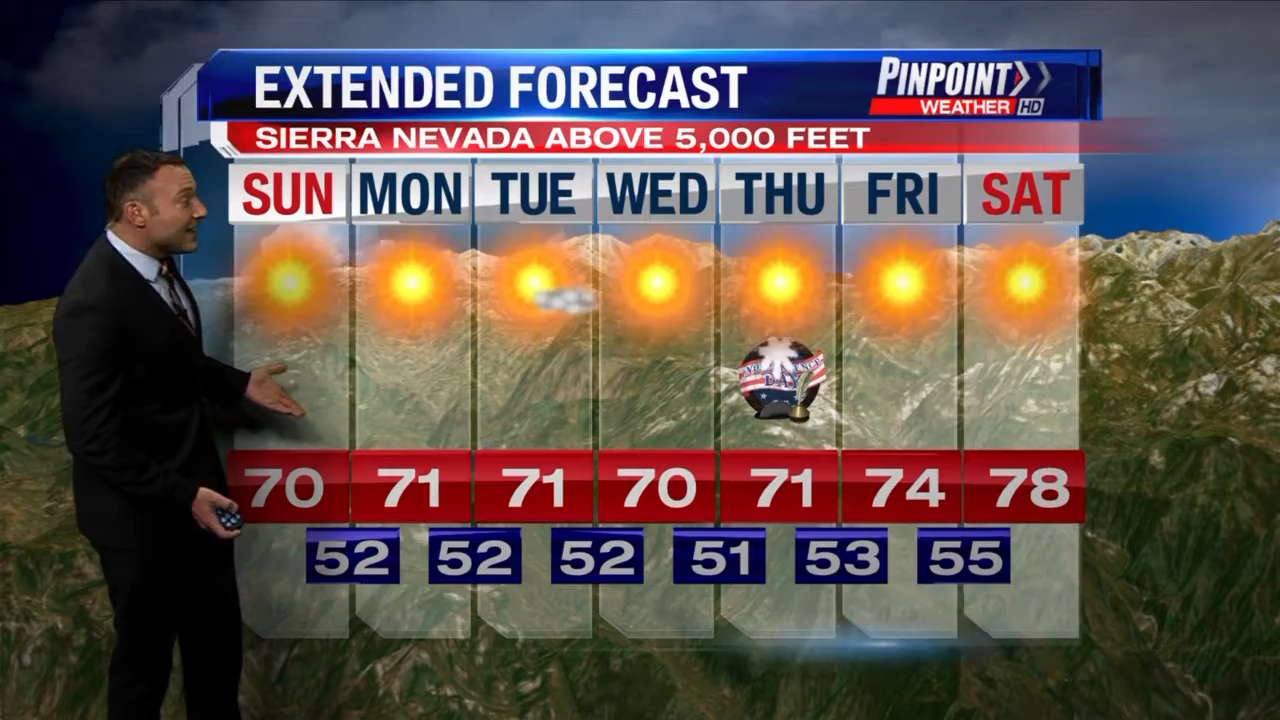 EXTENDED FORECAST
PINPOINT
WEATHER HD
SIERRA NEVADA ABOVE 5,000 FEET
SUN MON TUE WED THU FRI SAT
DAY
70 71 71 70 71 74 78
52 52 52 51 53 55